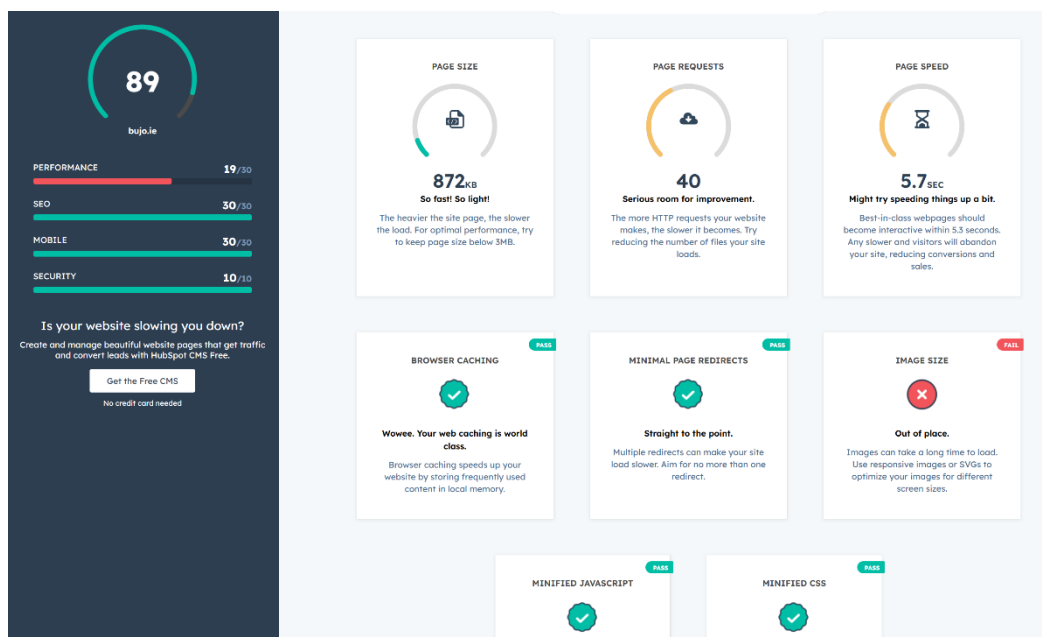 89
bujo.ie
PERFORMANCE 19/30
SEO 30/30
MOBILE 30/30
SECURITY 10/10
Is your website slowing you down?
Create and manage beautiful website pages that get traffic
and convert leads with HubSpot CMS Free.
Get the Free CMS
No credit card needed
PAGE SIZE
872KB
So fast! So light!
The heavier the site page, the slower
the load. For optimal performance, try
to keep page size below 3MB.
PAGE REQUESTS
40
Serious room for improvement.
The more HTTP requests your website
makes, the slower it becomes. Try
reducing the number of files your site
loads.
PAGE SPEED
5.7SEC
Might try speeding things up a bit.
Best-in-class webpages should
become interactive within 5.3 seconds.
Any slower and visitors will abandon
your site, reducing conversions and
sales.
PASS
BROWSER CACHING
Wowee. Your web caching is world
class.
Browser caching speeds up your
website by storing frequently used
content in local memory.
PASS
MINIMAL PAGE REDIRECTS
Straight to the point.
Multiple redirects can make your site
load slower. Aim for no more than one
redirect.
FAIL
IMAGE SIZE
Out of place.
Images can take a long time to load.
Use responsive images or SVGs to
optimize your images for different
screen sizes.
PASS
MINIFIED JAVASCRIPT
PASS
MINIFIED CSS